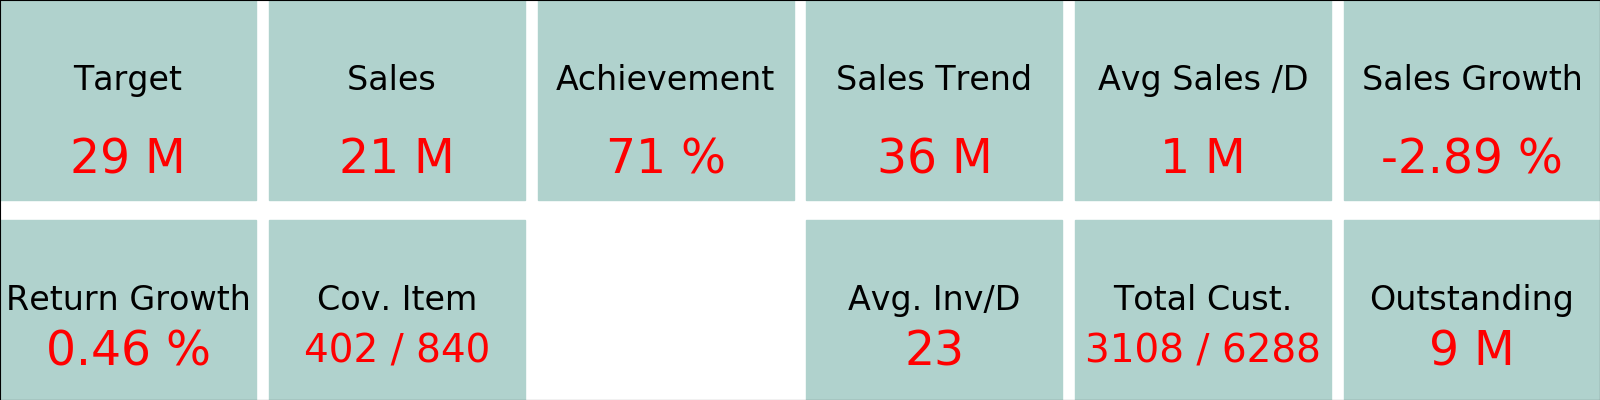 Target
29 M
Sales
21 M
Achievement
71 %
Sales Trend
36 M
Avg Sales /D
1 M
Sales Growth
-2.89 %
Return Growth
0.46 %
Cov. Item
402 / 840
Avg. Inv/D
23
Total Cust.
3108 / 6288
Outstanding
9 M